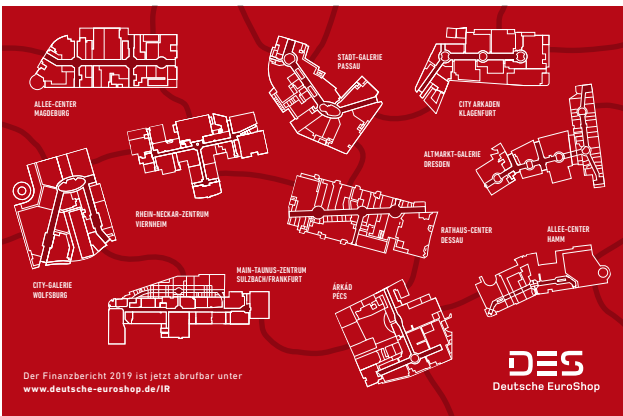 ALLEE-CENTER
MAGDEBURG
STADT-GALERIE
PASSAU
CITY ARKADEN
KLAGENFURT
ALTMARKT-GALERIE
DRESDEN
RHEIN-NECKAR-ZENTRUM
VIERNHEIM
RATHAUS-CENTER
DESSAU
ALLEE-CENTER
HAMM
CITY-GALERIE
WOLFSBURG
MAIN-TAUNUS-ZENTRUM
SULZBACH/FRANKFURT
ÁRKÁD
PÉCS
Der Finanzbericht 2019 ist jetzt abrufbar unter
www.deutsche-euroshop.de/IR
DES
Deutsche EuroShop